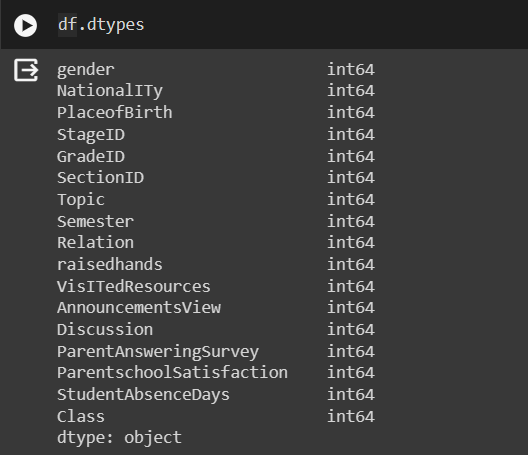 df.dtypes
gender int64
NationalITy int64
PlaceofBirth int64
StageID int64
GradeID int64
SectionID int64
Topic int64
Semester int64
Relation int64
raisedhands int64
VisITedResources int64
AnnouncementsView int64
Discussion int64
ParentAnsweringSurvey int64
ParentschoolSatisfaction int64
StudentAbsenceDays int64
Class int64
dtype: object